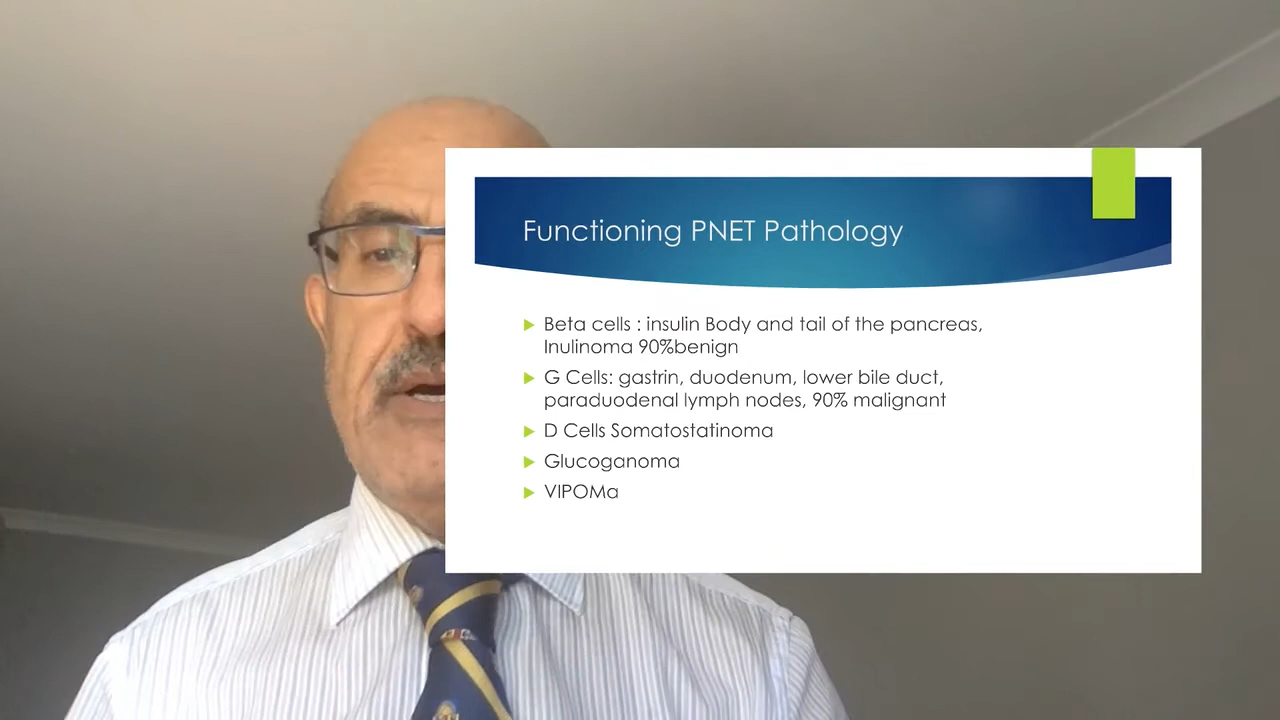 Functioning PNET Pathology
Beta cells : insulin Body and tail of the pancreas,
Inulinoma 90%benign
G Cells: gastrin, duodenum, lower bile duct,
paraduodenal lymph nodes, 90% malignant
D Cells Somatostatinoma
Glucoganoma
VIPOMa